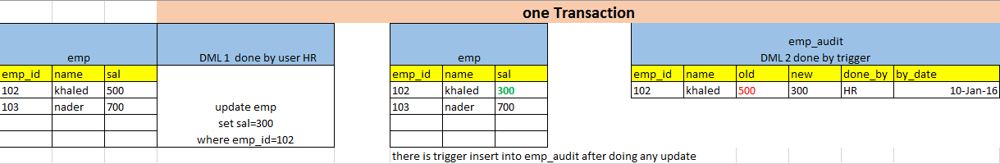 one Transaction
emp
DML 1  done by user HR
emp
emp_audit
DML 2 done by trigger
emp_id name sal
emp_id name sal
emp_id name old new done_by by_date
102 khaled 500
102 khaled 300
102 khaled 500 300 HR 10-Jan-16
103 nader 700
update emp
103 nader 700
set sal=300
where emp_id=102
there is trigger insert into emp_audit after doing any update